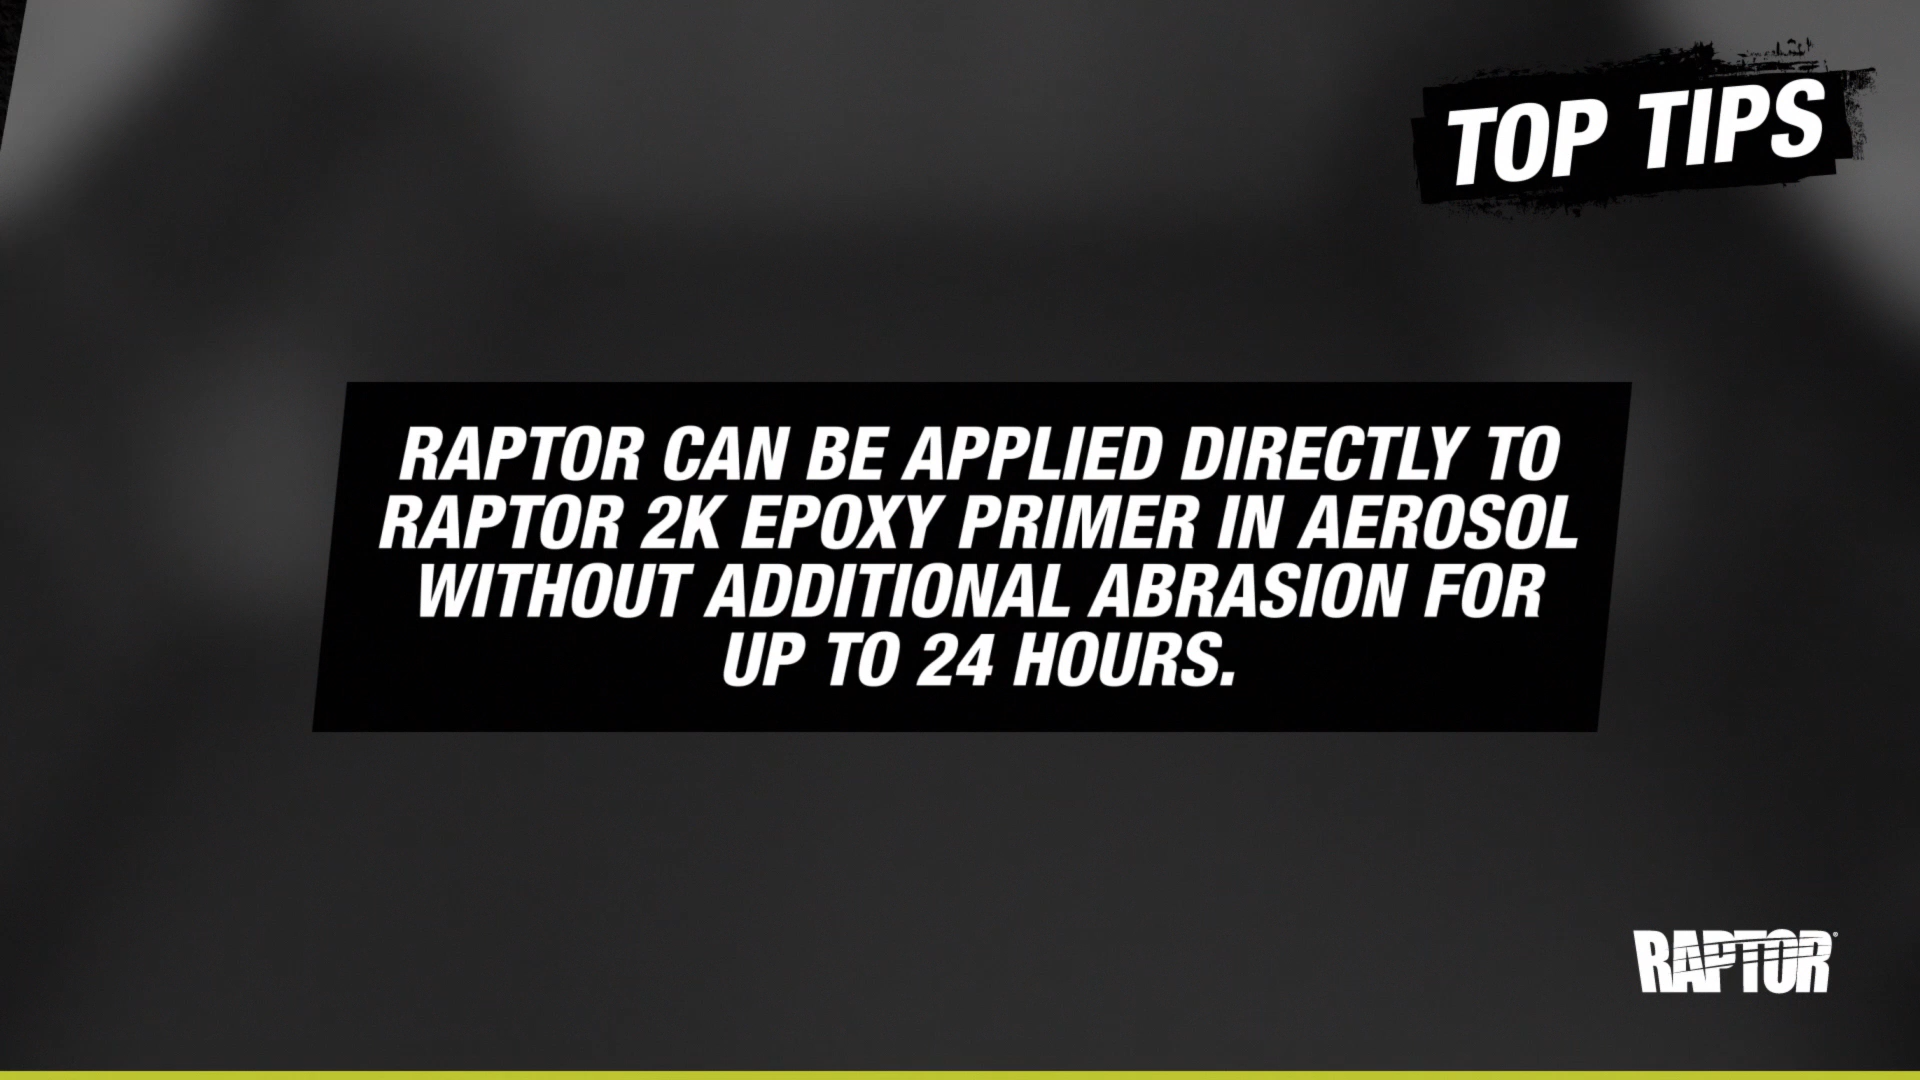 TOP TIPS
RAPTOR CAN BE APPLIED DIRECTLY TO
RAPTOR 2K EPOXY PRIMER IN AEROSOL
WITHOUT ADDITIONAL ABRASION FOR
UP TO 24 HOURS.
RAPTOR®